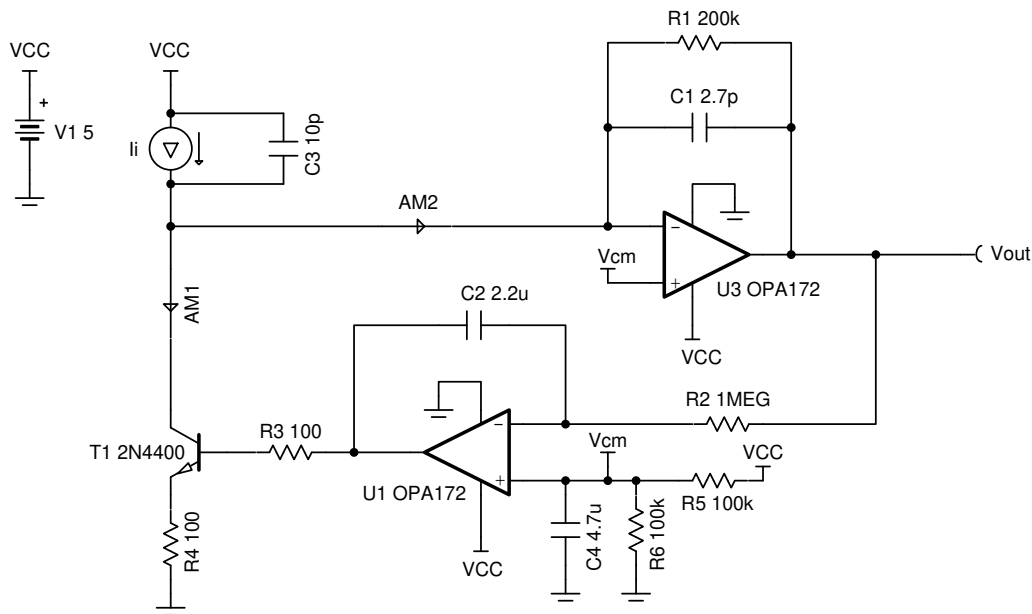 R1 200k
VCC
VCC
C1 2.7p
+
V1 5
Ii
C3 10p
AM2
Vcm
−
+
U3 OPA172
Vout
VCC
AM1
C2 2.2u
R2 1MEG
T1 2N4400
R3 100
−
+
Vcm
VCC
U1 OPA172
R5 100k
R4 100
VCC
C4 4.7u
R6 100k